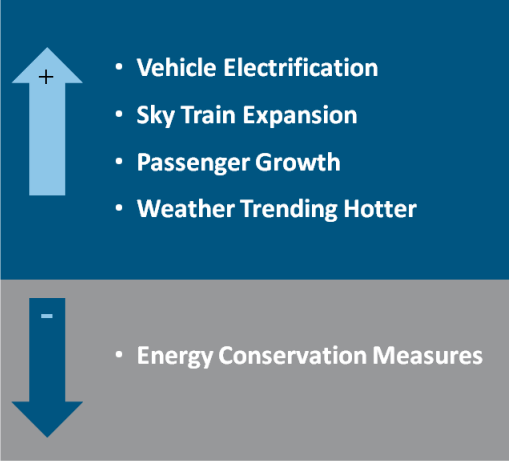 +
• Vehicle Electrification
• Sky Train Expansion
• Passenger Growth
• Weather Trending Hotter
-
• Energy Conservation Measures